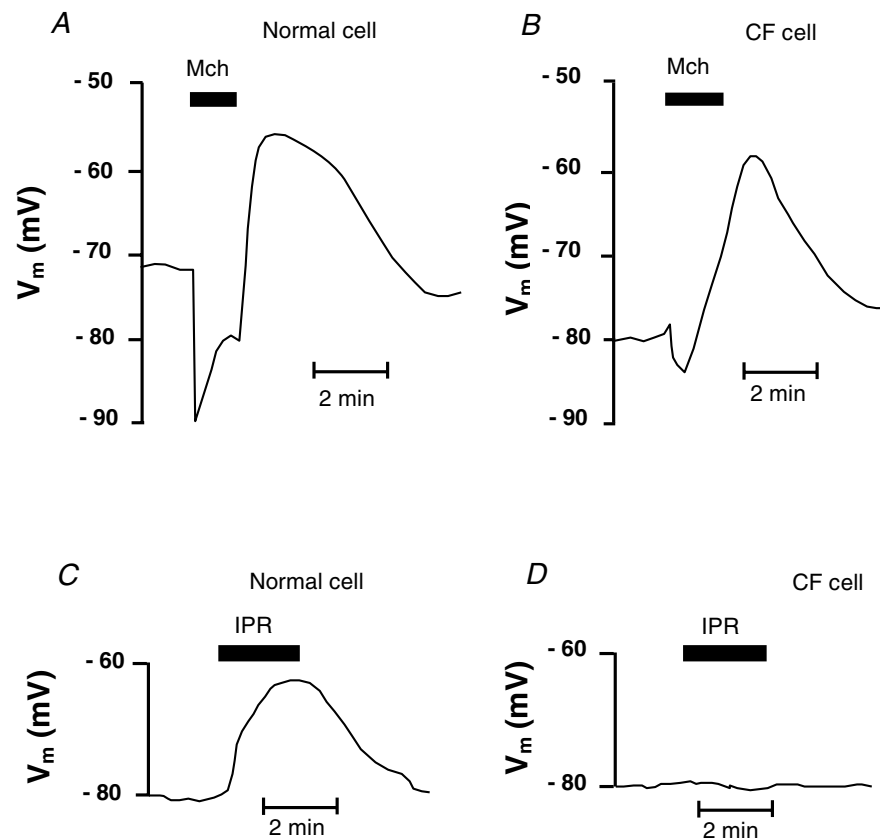 A
Normal cell
Mch
- 50
- 60
- 70
- 80
- 90
Vm (mV)
2 min
B
CF cell
Mch
- 50
- 60
- 70
- 80
- 90
Vm (mV)
2 min
C
Normal cell
IPR
- 60
- 80
Vm (mV)
2 min
D
CF cell
IPR
- 60
- 80
Vm (mV)
2 min